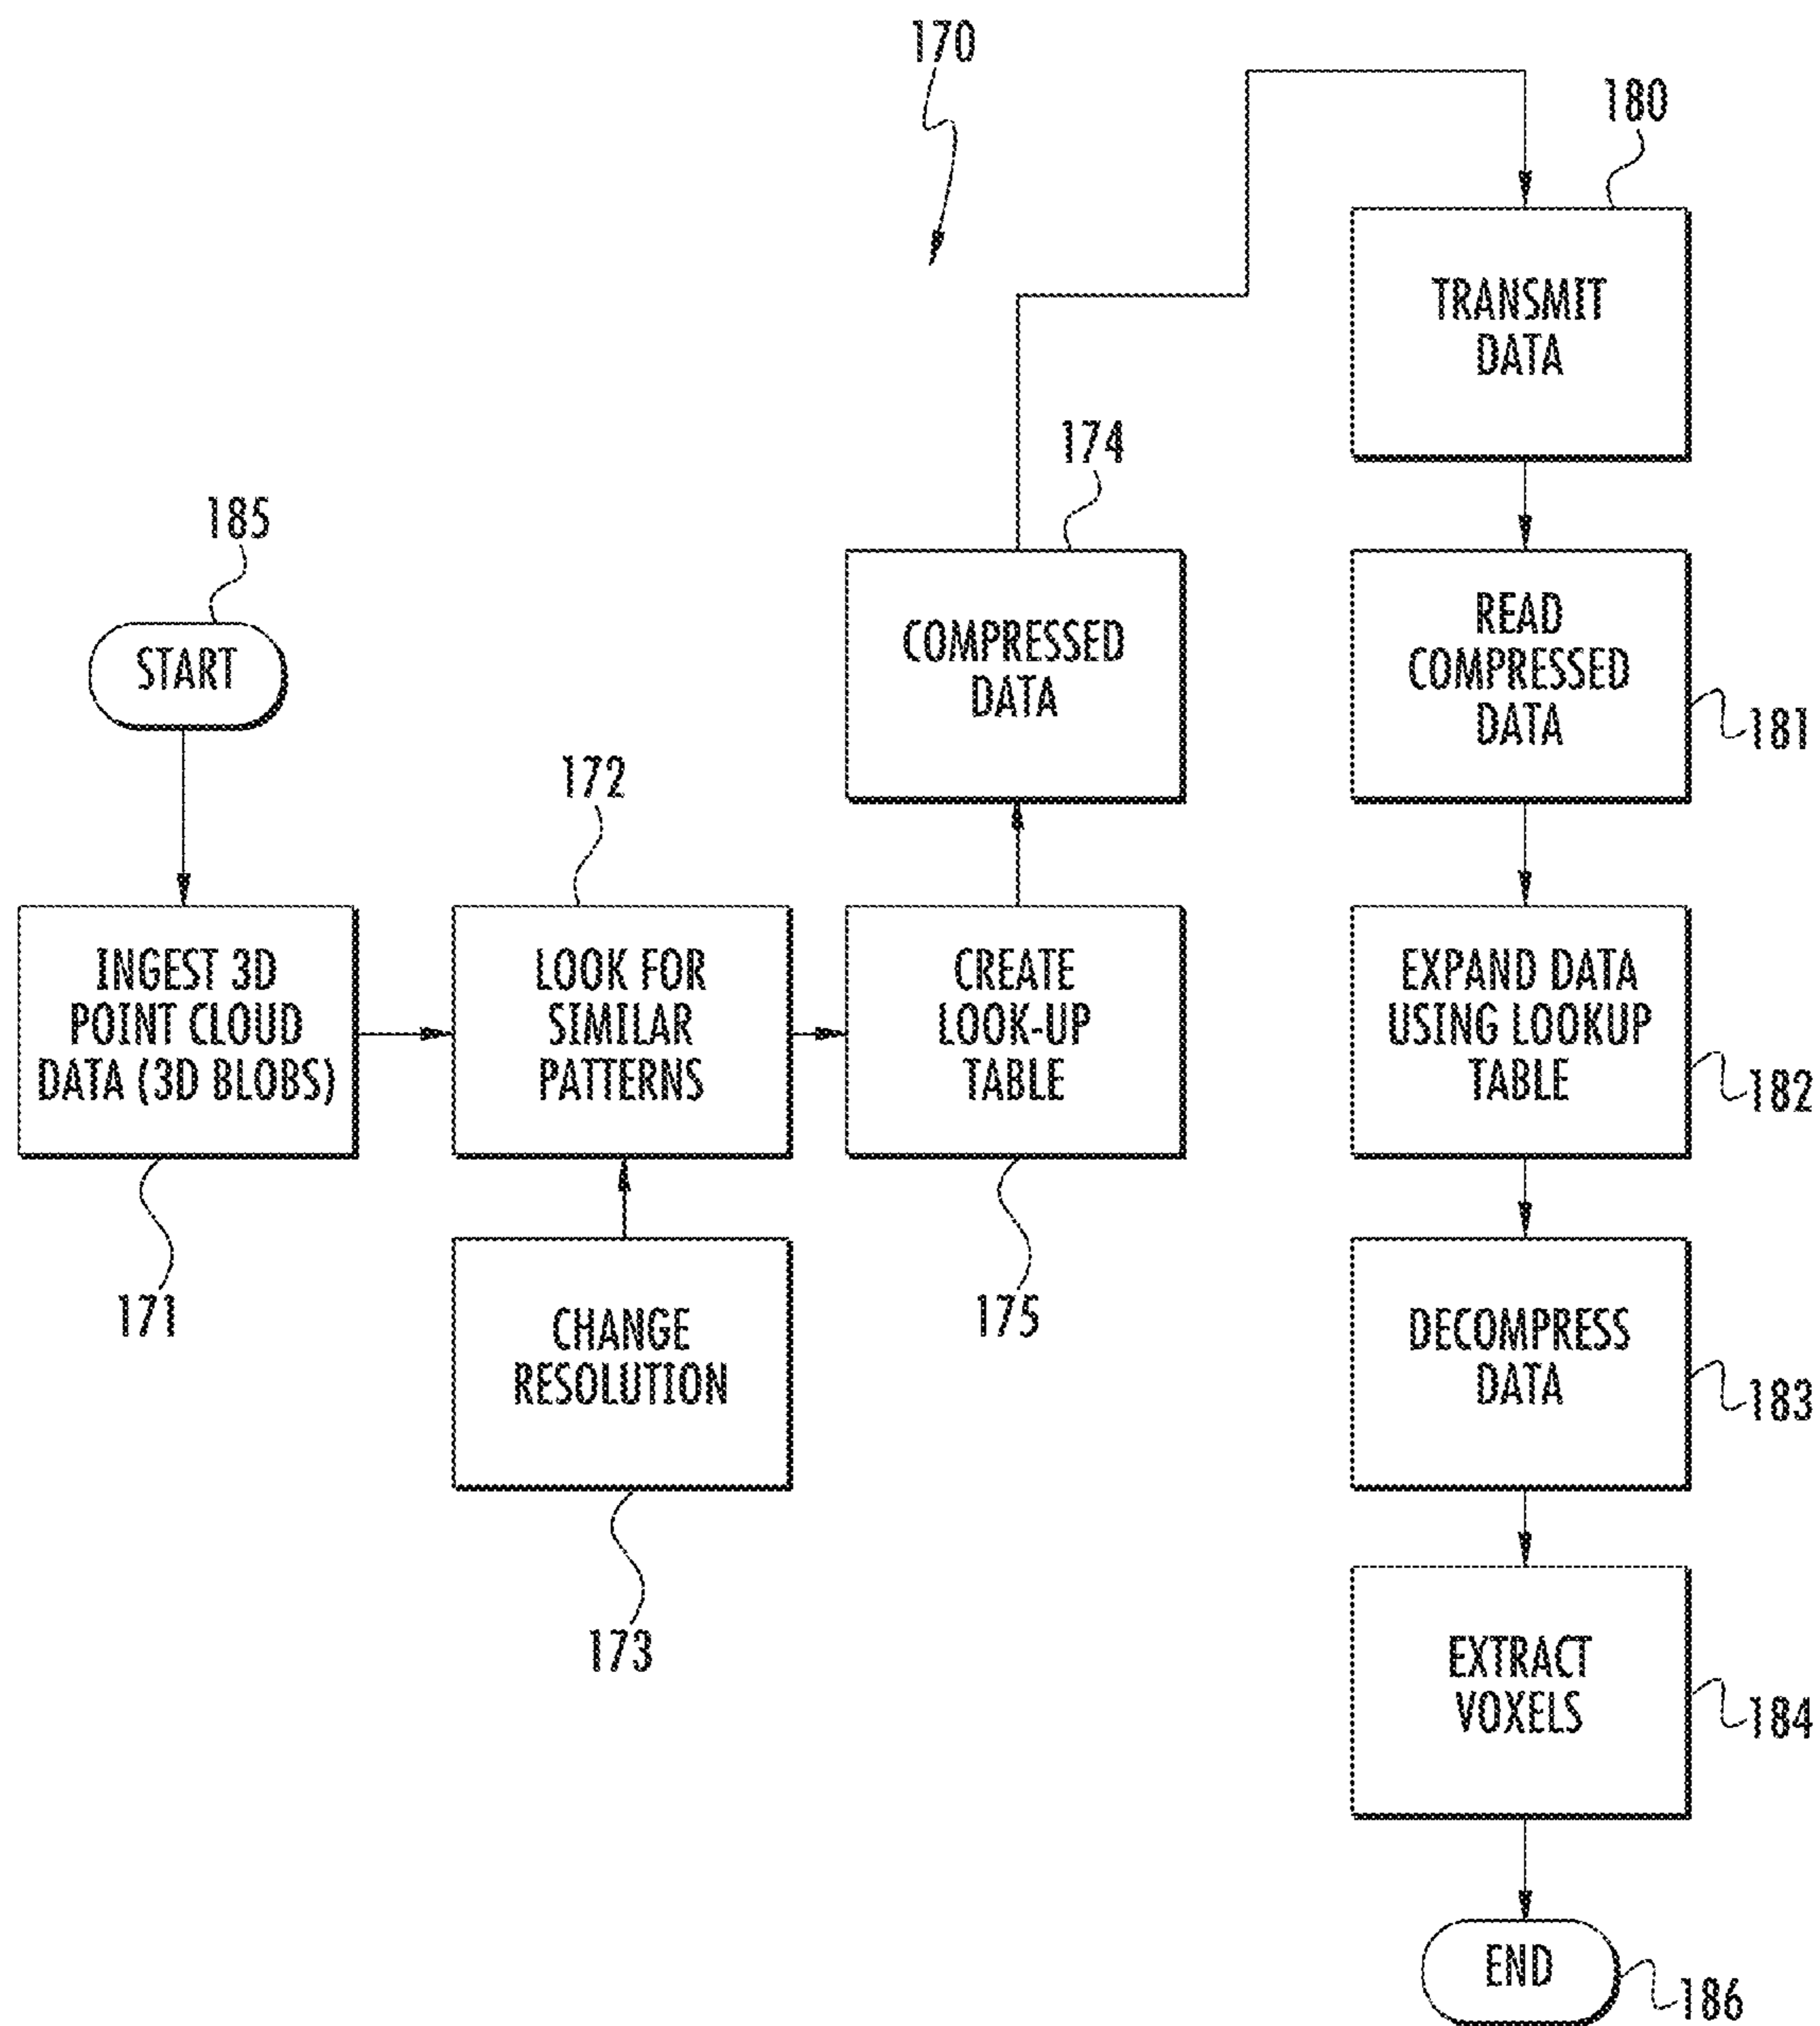 170
180
TRANSMIT
DATA
174
185
COMPRESSED
DATA
READ
COMPRESSED
DATA
181
START
172
INGEST 3D
POINT CLOUD
DATA (3D BLOBS)
LOOK FOR
SIMILAR
PATTERNS
CREATE
LOOK-UP
TABLE
EXPAND DATA
USING LOOKUP
TABLE
182
171
CHANGE
RESOLUTION
175
DECOMPRESS
DATA
183
173
EXTRACT
VOXELS
184
END
186